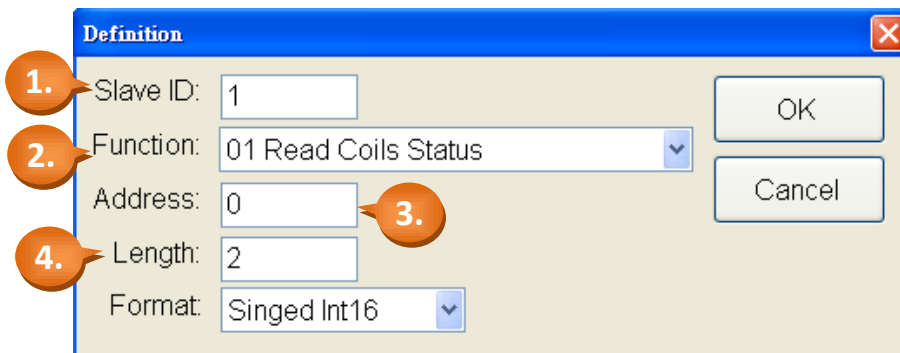 Definition
1. Slave ID: 1
OK
2. Function: 01 Read Coils Status
Cancel
Address: 0 3.
4. Length: 2
Format: Singed Int16